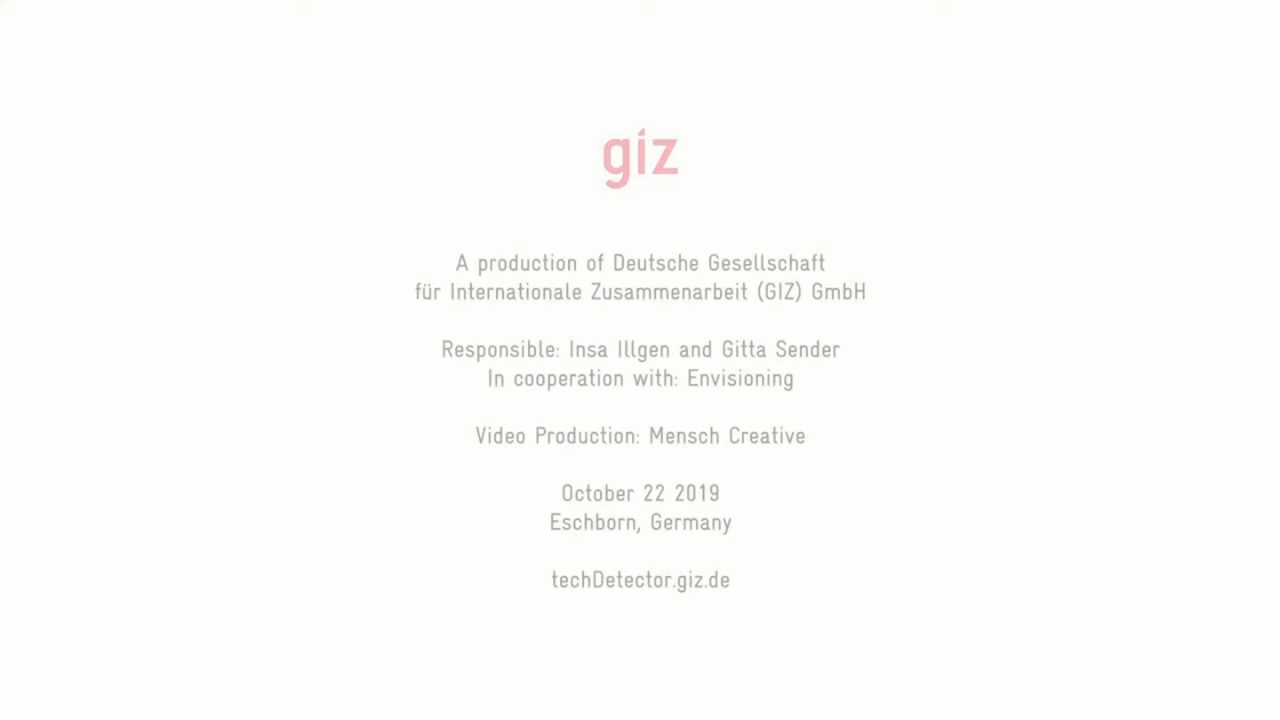 giz
A production of Deutsche Gesellschaft
für Internationale Zusammenarbeit (GIZ) GmbH
Responsible: Insa Illgen and Gitta Sender
In cooperation with: Envisioning
Video Production: Mensch Creative
October 22 2019
Eschborn, Germany
techDetector.giz.de